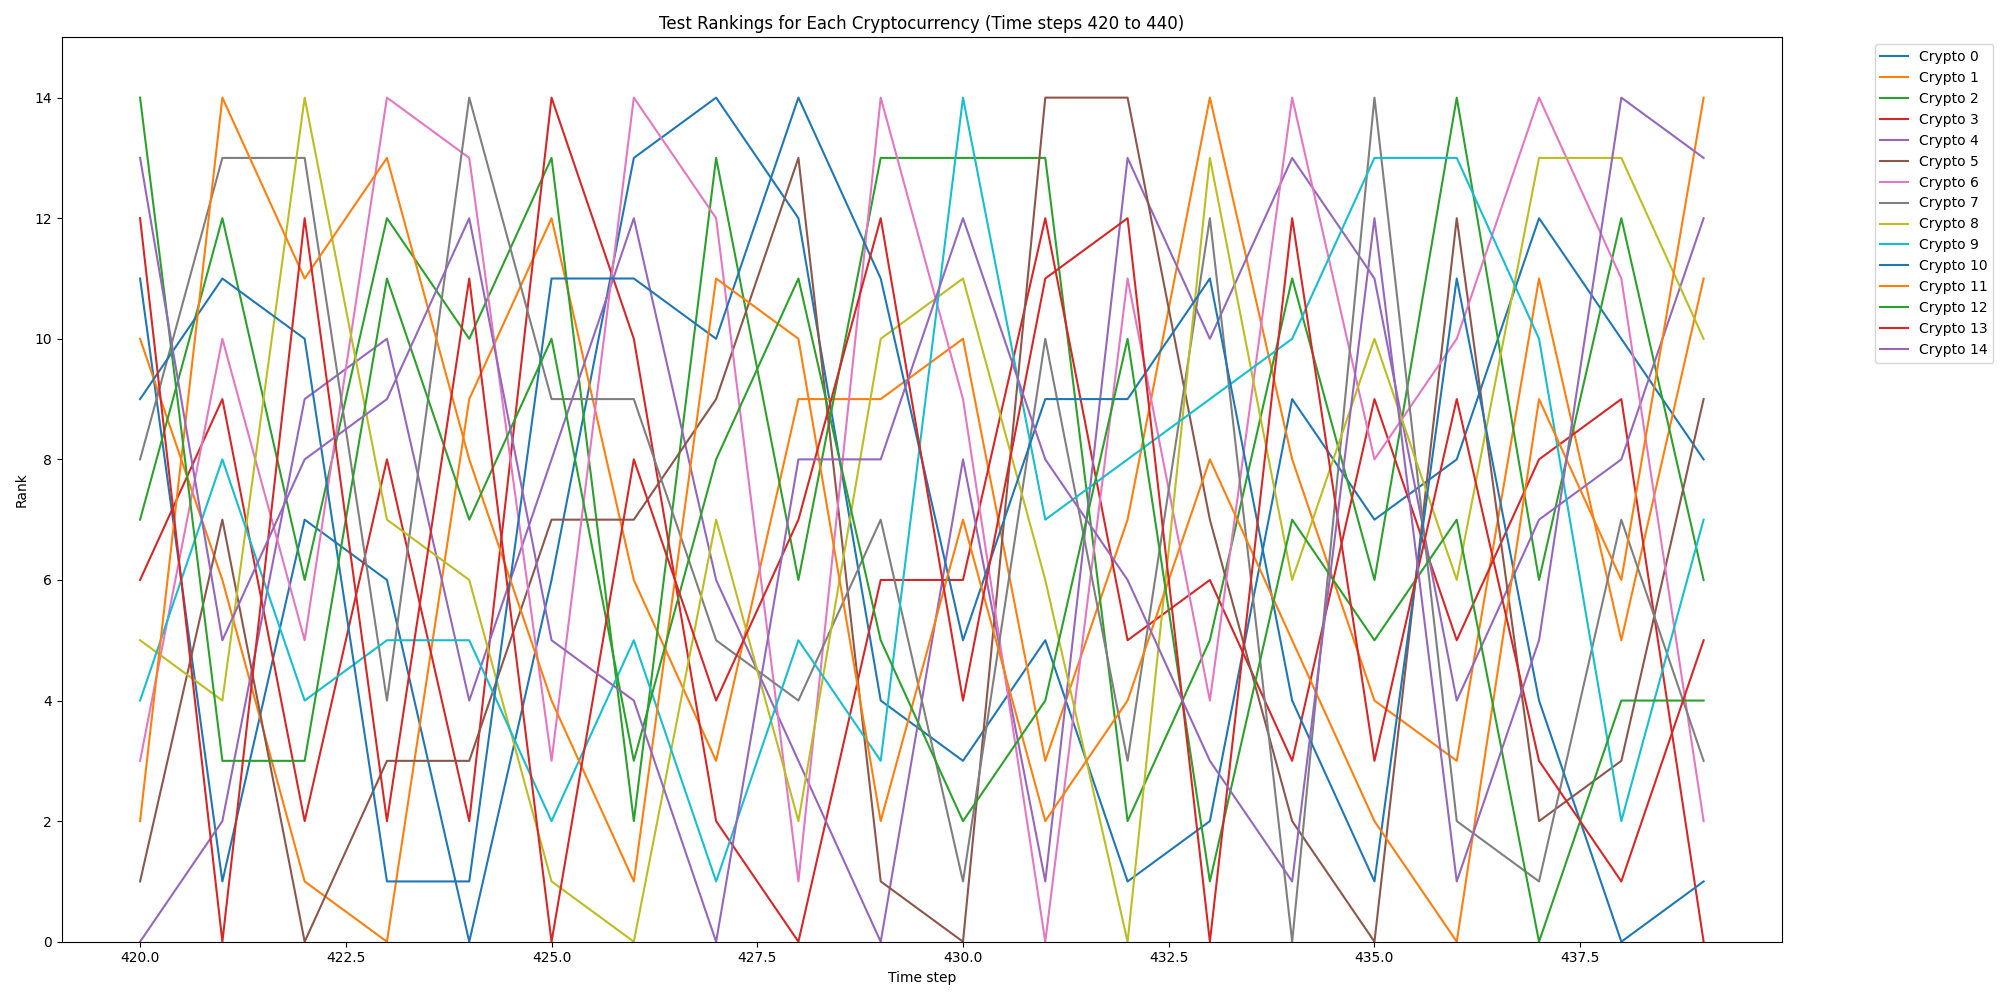 Test Rankings for Each Cryptocurrency (Time steps 420 to 440)
Rank
14
12
10
8
6
4
2
0
420.0
422.5
425.0
427.5
430.0
432.5
435.0
437.5
Time step
Crypto 0
Crypto 1
Crypto 2
Crypto 3
Crypto 4
Crypto 5
Crypto 6
Crypto 7
Crypto 8
Crypto 9
Crypto 10
Crypto 11
Crypto 12
Crypto 13
Crypto 14